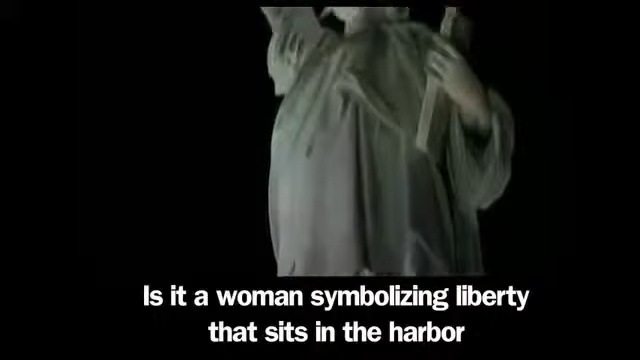 Is it a woman symbolizing liberty
that sits in the harbor